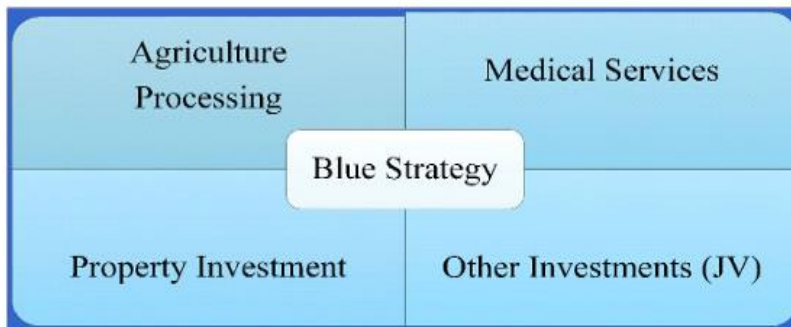 Agriculture
Processing
Medical Services
Blue Strategy
Property Investment
Other Investments (JV)